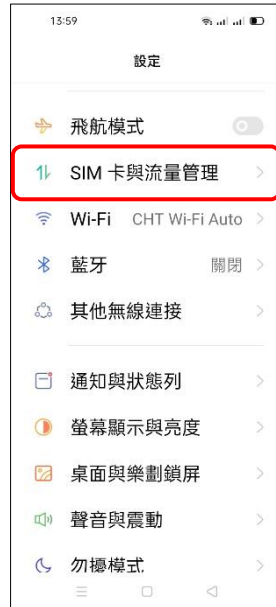 13:59
設定
飛航模式
SIM 卡與流量管理
Wi-Fi CHT Wi-Fi Auto
藍牙 關閉
其他無線連接
通知與狀態列
螢幕顯示與亮度
桌面與樂劃鎖屏
聲音與震動
勿擾模式